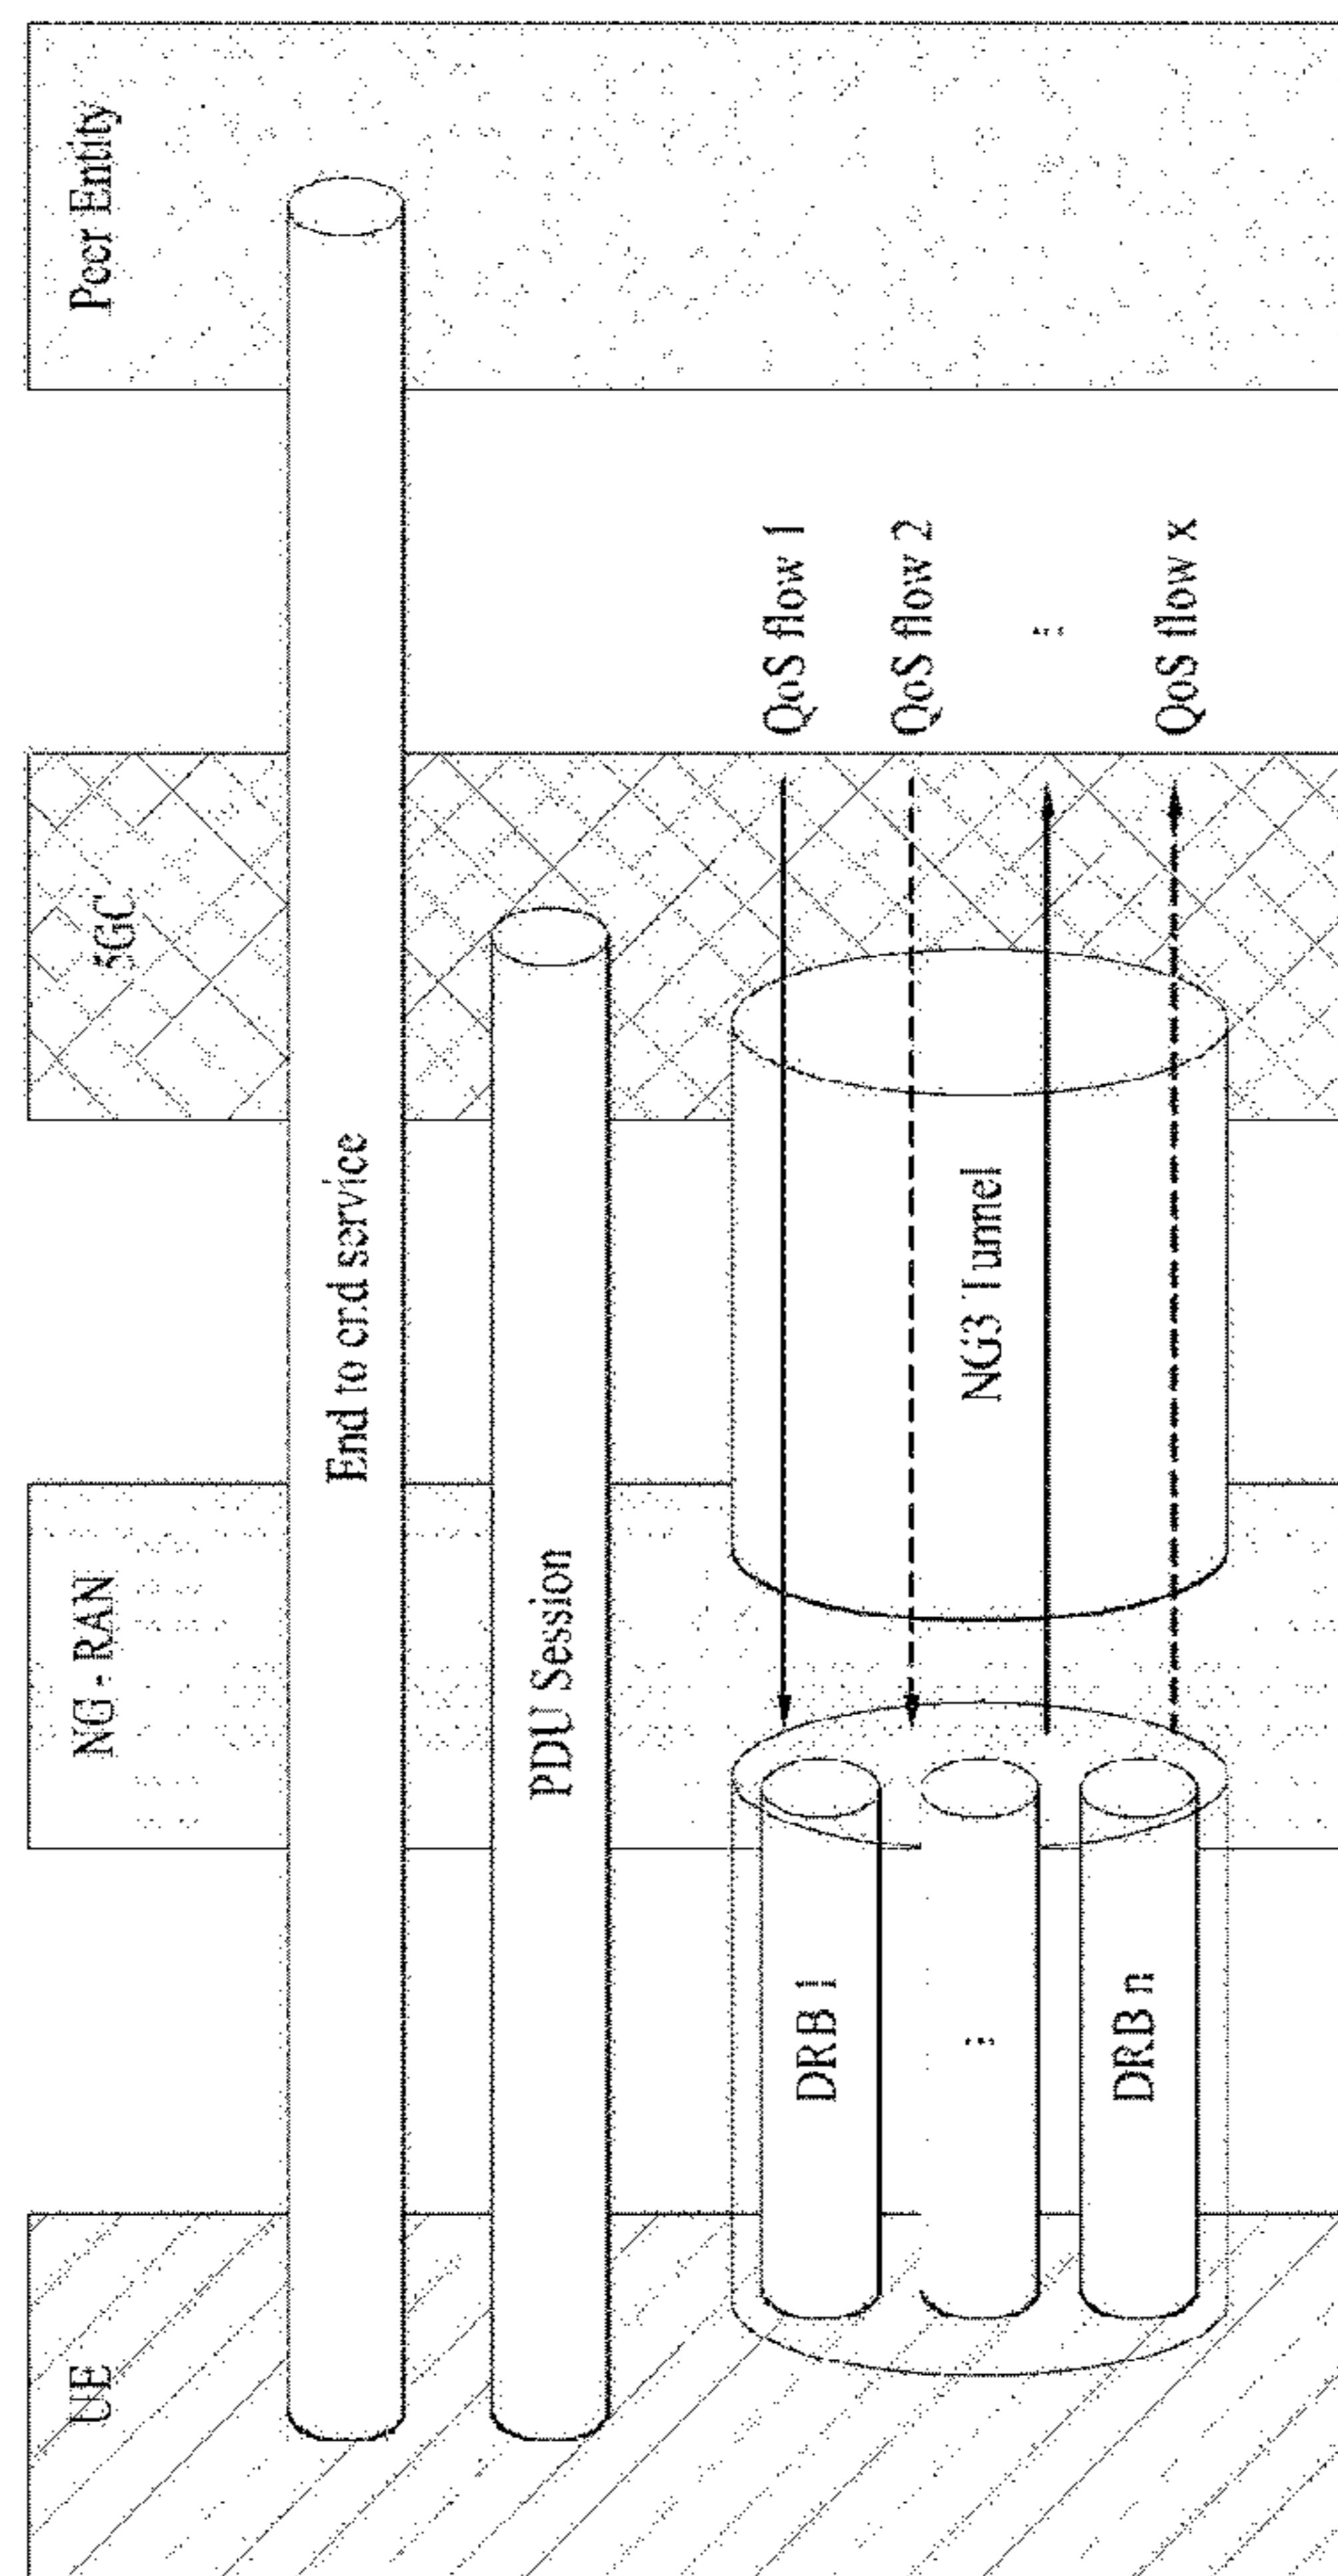 UE
NG - RAN
5GC
Peer Entity
End to end service
PDU Session
QoS flow 1
DRB 1
QoS flow 2
NG3 Tunnel
...
...
DRB n
QoS flow x